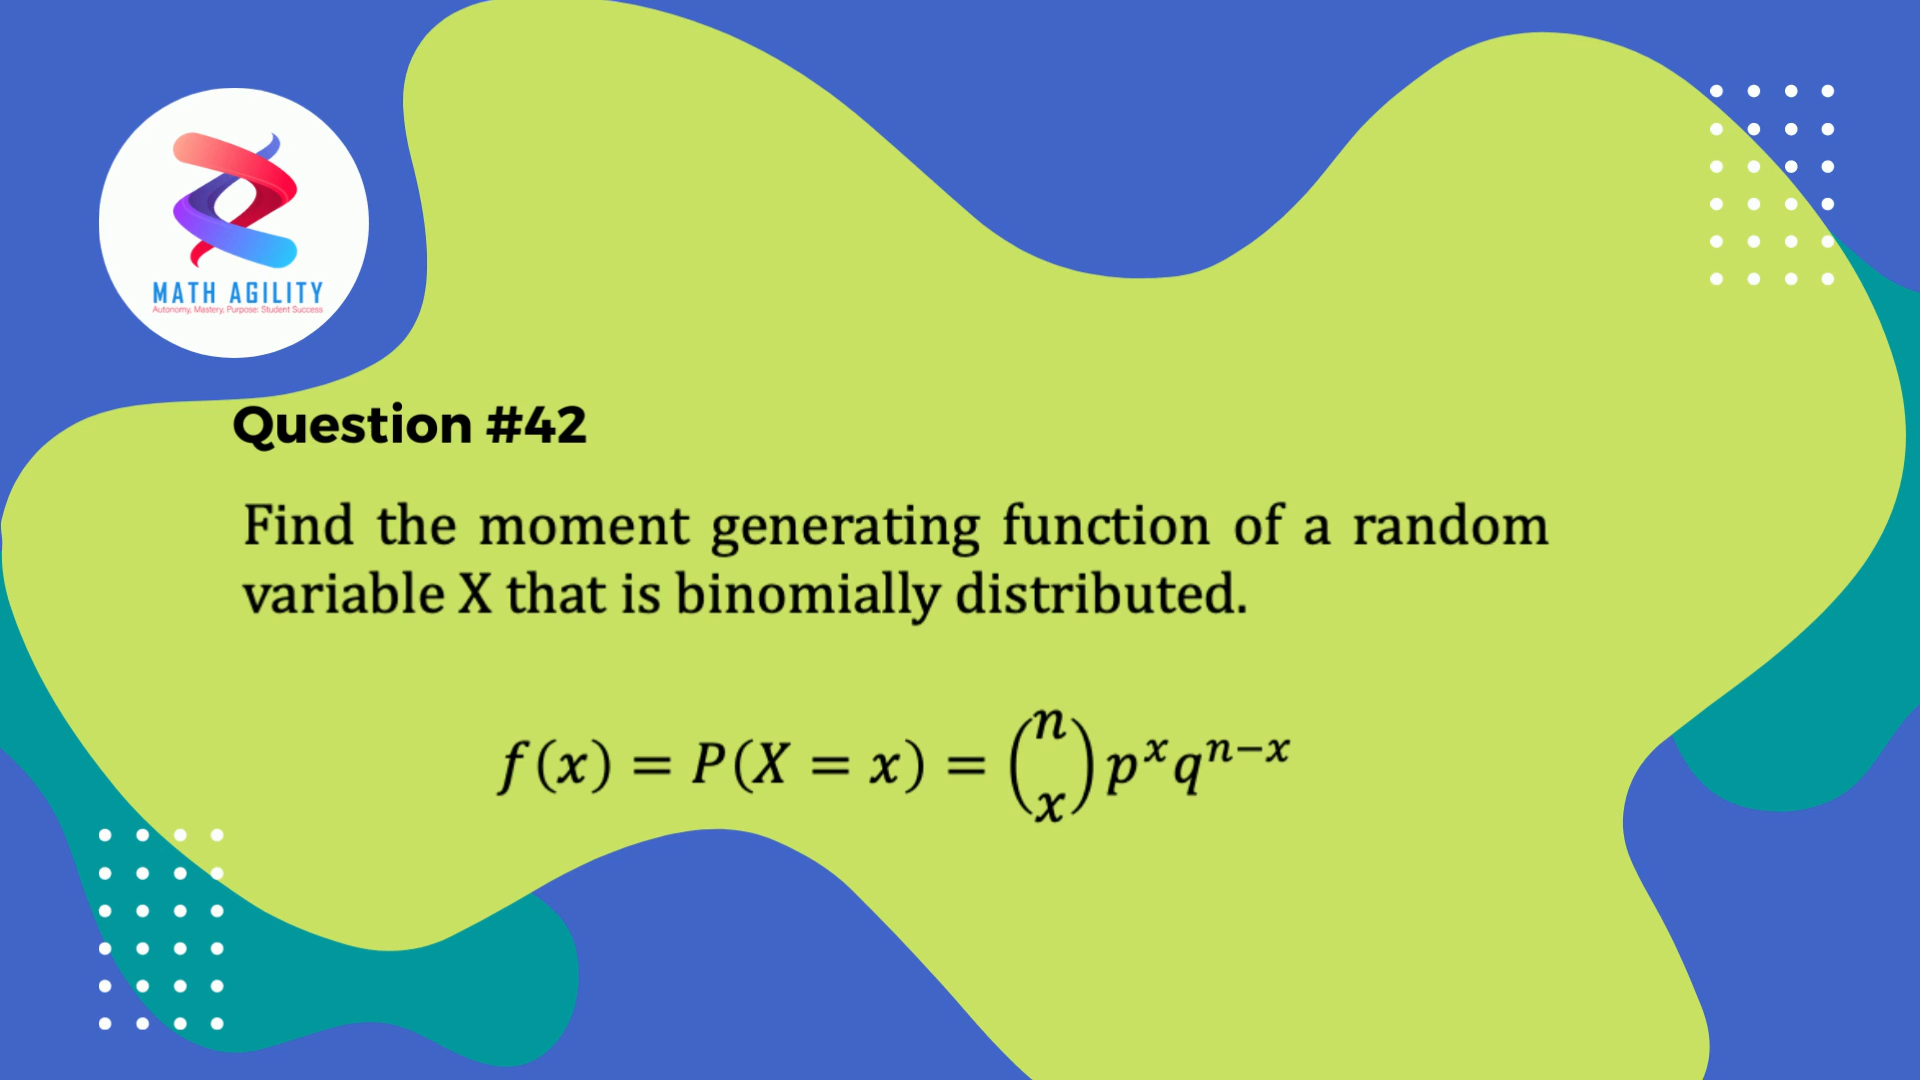 MATH AGILITY
Autonomy, Mastery, Purpose: Student Success
Question #42
Find the moment generating function of a random
variable X that is binomially distributed.
f(x) = P(X = x) = (n x) pˣqⁿ⁻ˣ